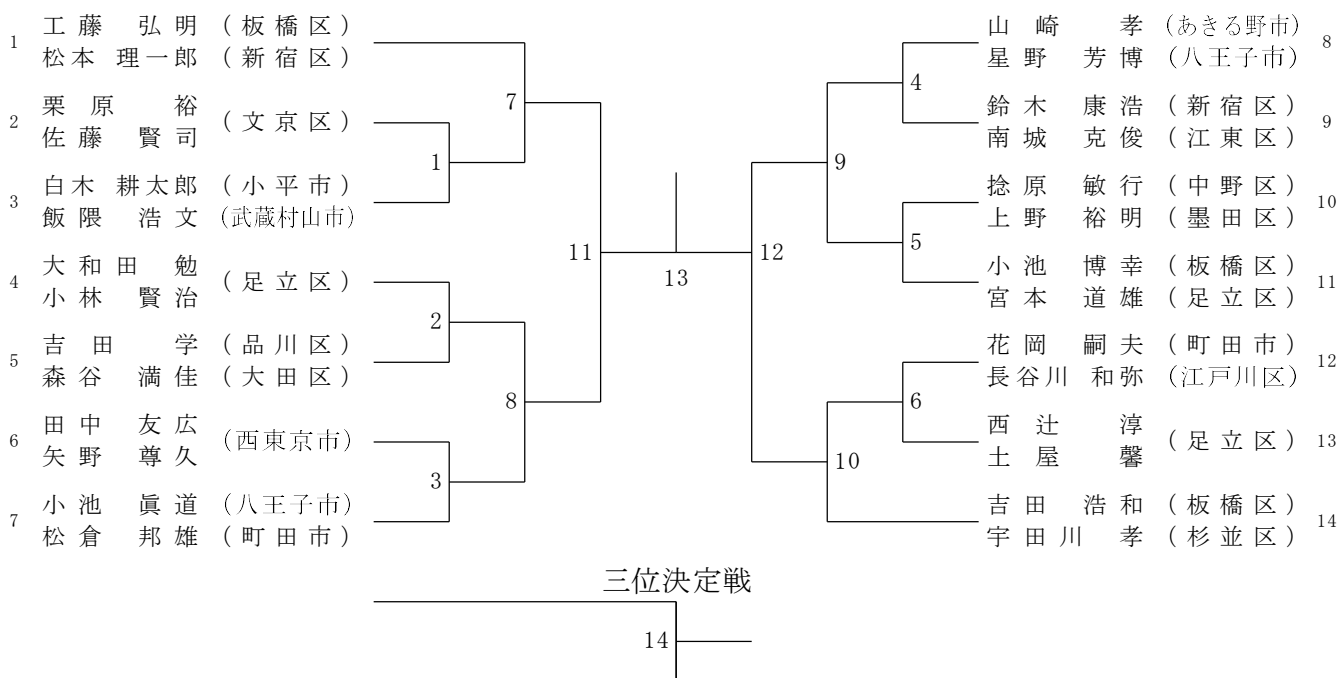 1 工藤 弘明 (板橋区)
松本 理一郎 (新宿区)
2 栗原 裕 (文京区)
佐藤 賢司
3 白木 耕太郎 (小平市)
飯隈 浩文 (武蔵村山市)
4 大和田 勉 (足立区)
小林 賢治
5 吉田 学 (品川区)
森谷 満佳 (大田区)
6 田中 友広 (西東京市)
矢野 尊久
7 小池 眞道 (八王子市)
松倉 邦雄 (町田市)
7
1
2
8
3
11
13
12
9
4
5
6
10
山崎 孝 (あきる野市) 8
星野 芳博 (八王子市)
鈴木 康浩 (新宿区) 9
南城 克俊 (江東区)
捻原 敏行 (中野区) 10
上野 裕明 (墨田区)
小池 博幸 (板橋区) 11
宮本 道雄 (足立区)
花岡 嗣夫 (町田市) 12
長谷川 和弥 (江戸川区)
西辻 淳 (足立区) 13
土屋 馨
吉田 浩和 (板橋区) 14
宇田川 孝 (杉並区)
三位決定戦
14